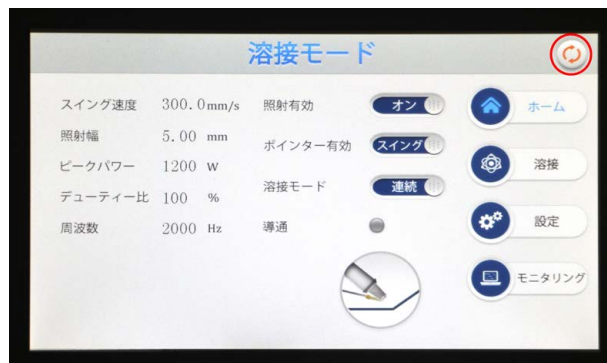 溶接モード
スイング速度 300.0mm/s
照射幅 5.00 mm
ピークパワー 1200 W
デューティー比 100 %
周波数 2000 Hz
照射有効 オン
ポインター有効 スイング
溶接モード 連続
導通
ホーム
溶接
設定
モニタリング